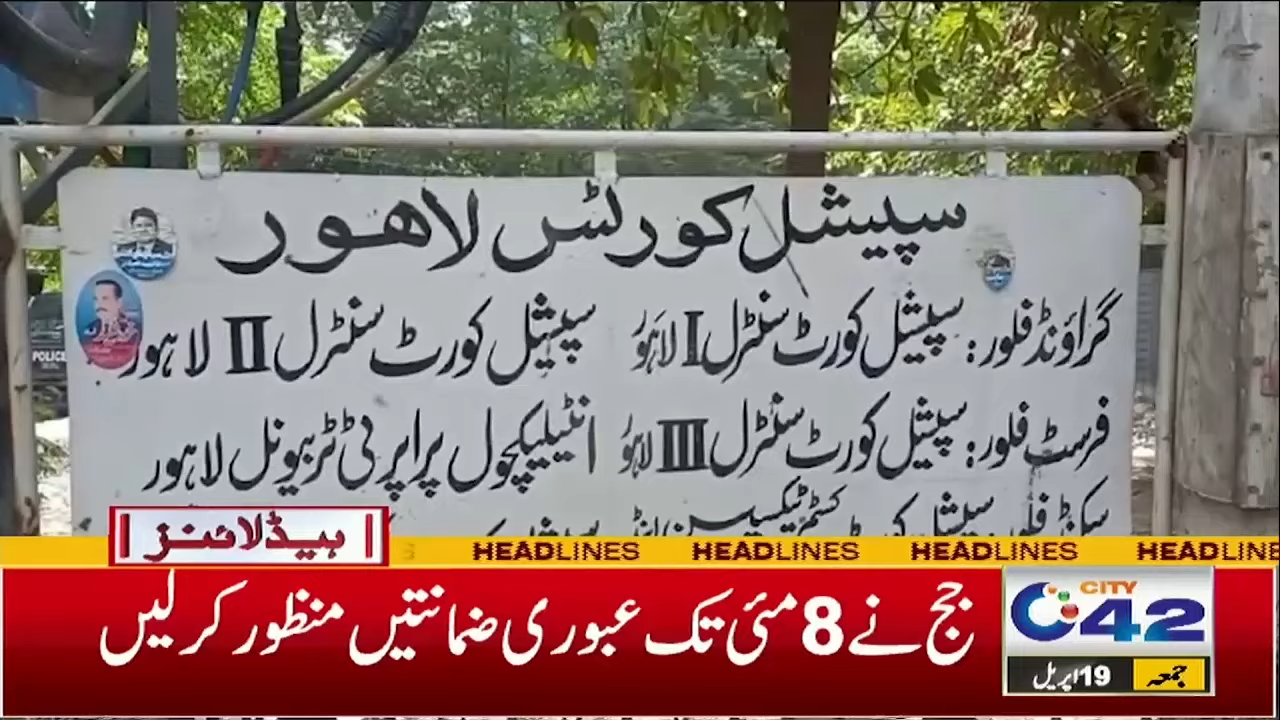 سپیشل کورٹس لاہور
گراؤنڈ فلور: سپیشل کورٹ سنٹرل I لاہور سپیشل کورٹ سنٹرل II لاہور
فرسٹ فلور: سپیشل کورٹ سنٹرل III لاہور انٹیلیکچول پراپرٹی ٹربیونل لاہور
POLICE
ہیڈلائنز
HEADLINES HEADLINES HEADLINES HEADLINE
جج نے 8 مئی تک عبوری ضمانتیں منظور کر لیں
CITY 42
جمعہ 19 اپریل